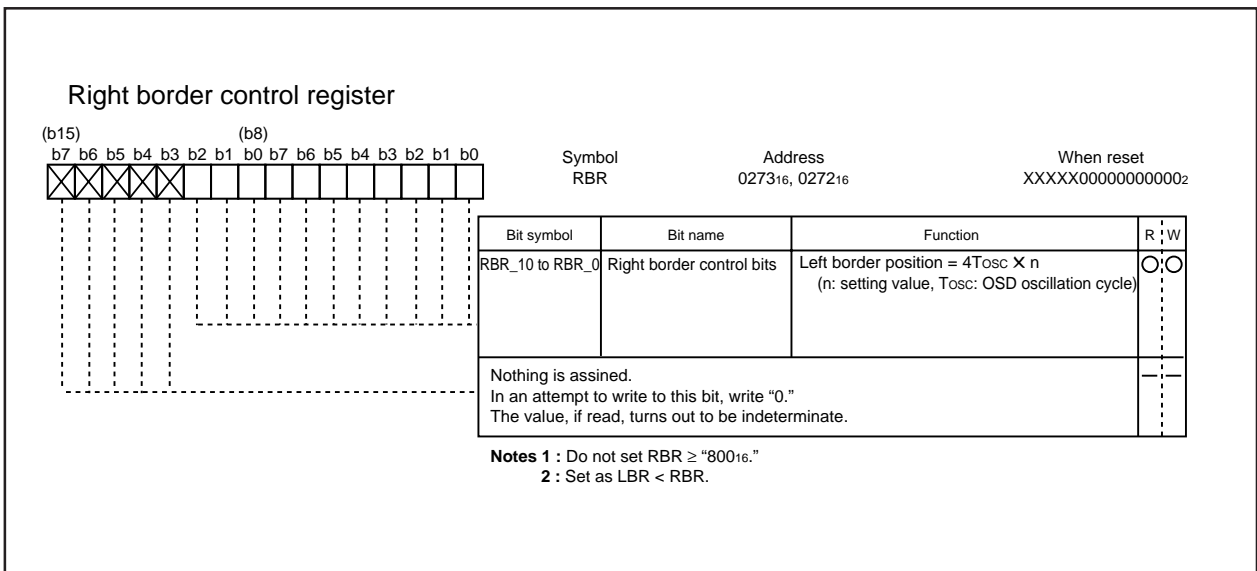 Right border control register
(b15) (b8)
b7 b6 b5 b4 b3 b2 b1 b0 b7 b6 b5 b4 b3 b2 b1 b0
Symbol Address When reset
RBR 0273₁₆, 0272₁₆ XXXXX00000000000₂
Bit symbol Bit name Function R W
RBR_10 to RBR_0 Right border control bits Left border position = 4Tosc X n
(n: setting value, Tosc: OSD oscillation cycle)
Nothing is assined.
In an attempt to write to this bit, write “0.”
The value, if read, turns out to be indeterminate.
Notes 1 : Do not set RBR ≥ “800₁₆.”
2 : Set as LBR < RBR.